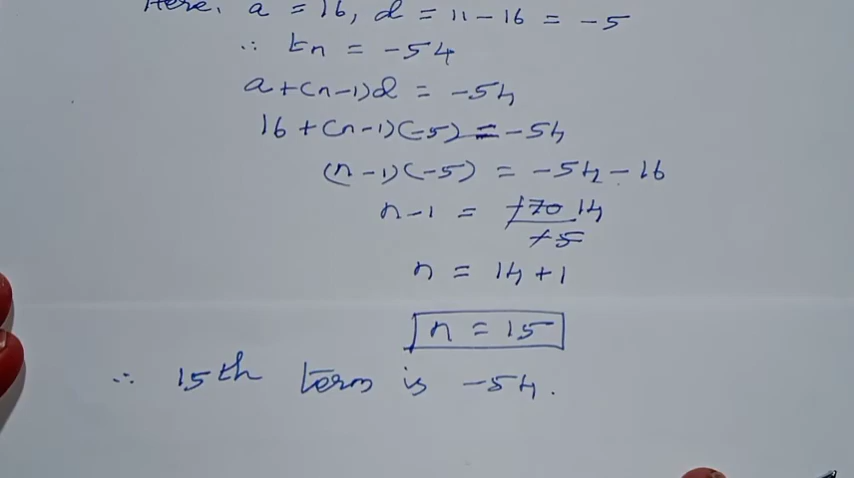 Here, a = 16, d = 11 - 16 = -5
∴ tn = -54
a + (n-1)d = -54
16 + (n-1)(-5) = -54
(n-1)(-5) = -54 - 16
n-1 = -70 14
-5
n = 14 + 1
n = 15
∴ 15th term is -54.